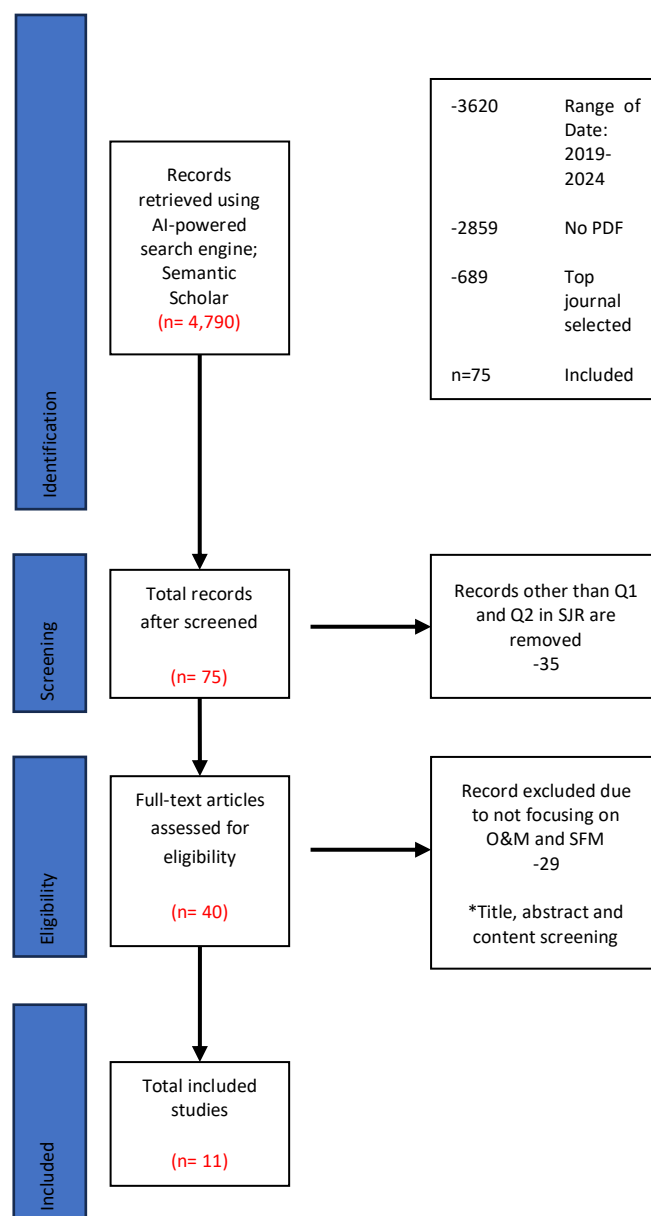 Identification
Records
retrieved using
AI-powered
search engine;
Semantic
Scholar
(n= 4,790)
-3620 Range of
Date:
2019-
2024
-2859 No PDF
-689 Top
journal
selected
n=75 Included
Screening
Total records
after screened
(n= 75)
Records other than Q1
and Q2 in SJR are
removed
-35
Eligibility
Full-text articles
assessed for
eligibility
(n= 40)
Record excluded due
to not focusing on
O&M and SFM
-29
*Title, abstract and
content screening
Included
Total included
studies
(n= 11)